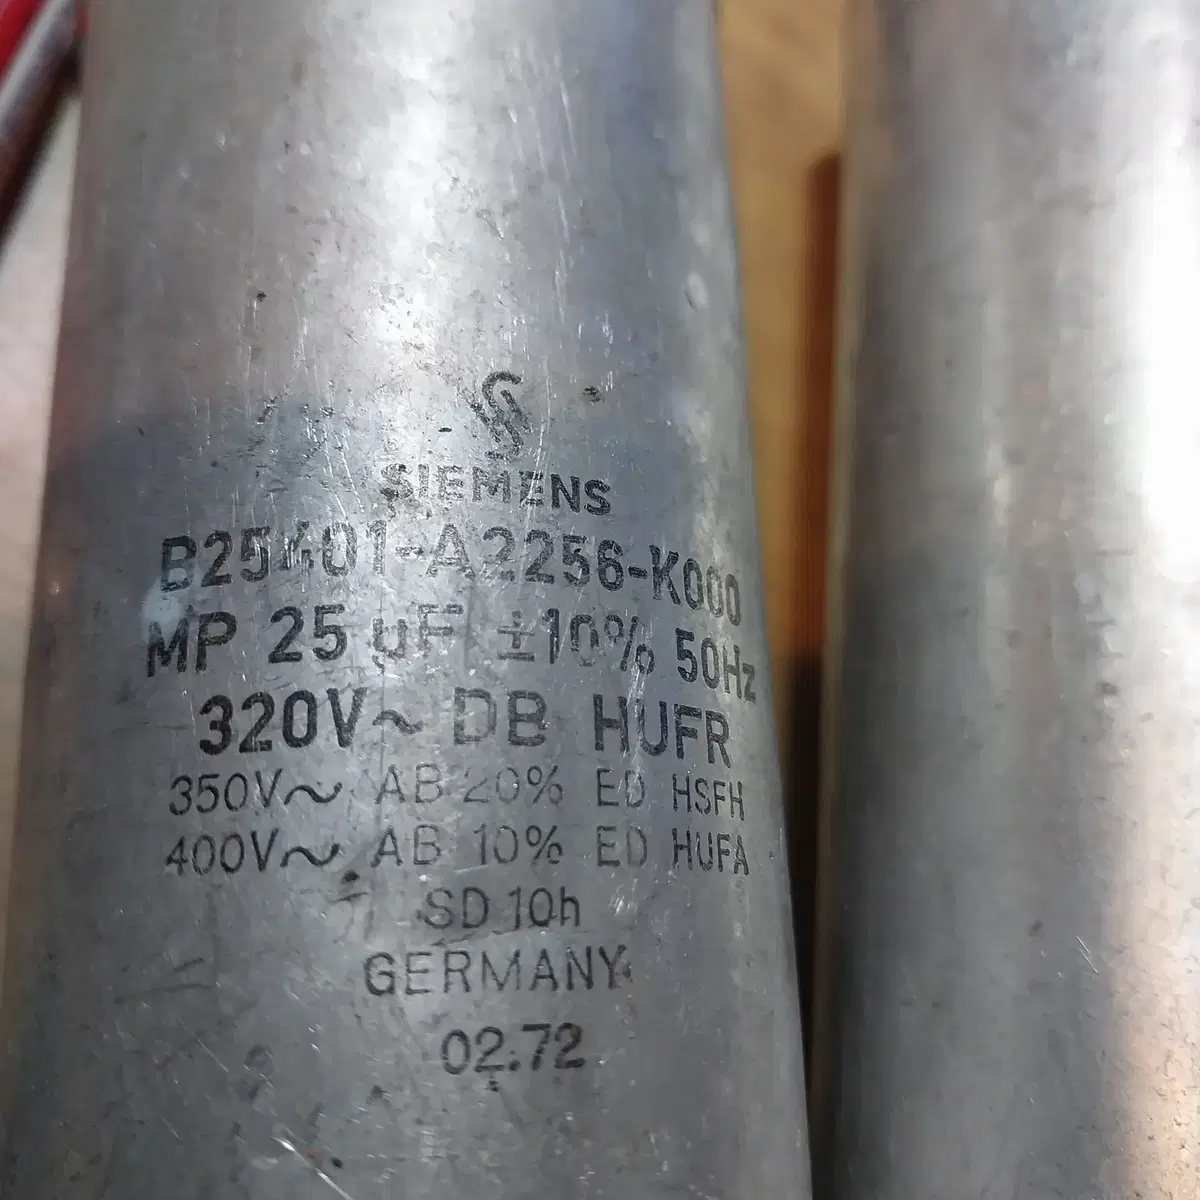 SIEMENS
B25401-A2256-K000
MP 25 µF ±10% 50Hz
320V~ DB HUFR
350V~ AB 20% ED HSFH
400V~ AB 10% ED HUFA
SD 10h
GERMANY
02.72